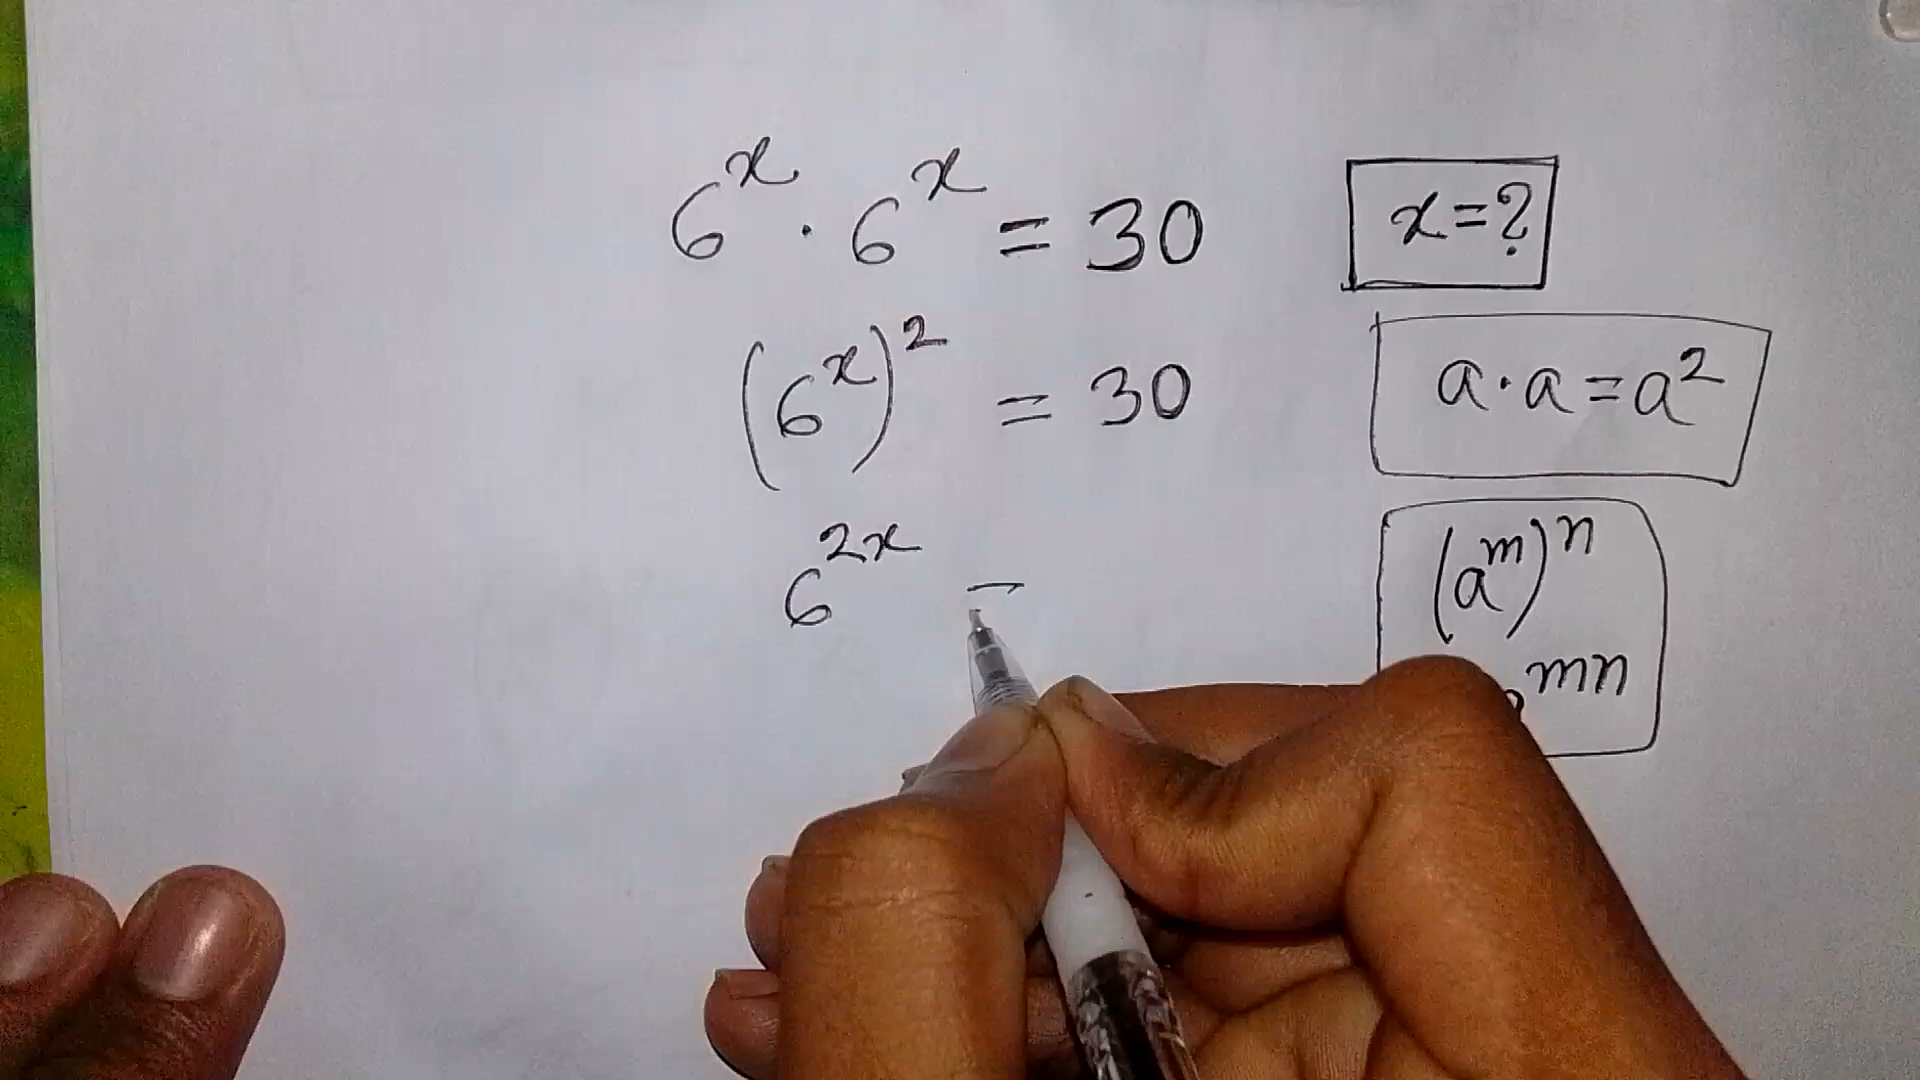 6^x · 6^x = 30
x = ?
(6^x)^2 = 30
a · a = a^2
6^2x –
(a^m)^n
mn